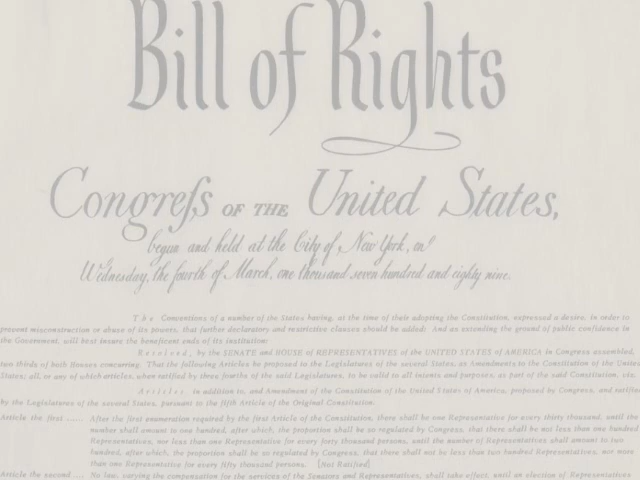 Bill of Rights
Congreſs OF THE United States,
begun and held at the City of New York, on
Wednesday, the fourth of March, one thousand seven hundred and eighty nine.
The Conventions of a number of the States having, at the time of their adopting the Constitution, expressed a desire, in order to
prevent misconstruction or abuse of its powers, that further declaratory and restrictive clauses should be added: And as extending the ground of public confidence in
the Government, will best insure the beneficent ends of its institution:
Resolved, by the SENATE and HOUSE of REPRESENTATIVES of the UNITED STATES of AMERICA in Congress assembled,
two thirds of both Houses concurring. That the following Articles be proposed to the Legislatures of the several States, as Amendments to the Constitution of the United
States; all, or any of which articles, when ratified by three fourths of the said Legislatures, to be valid to all intents and purposes, as part of the said Constitution, viz.
Articles in addition to, and Amendment of the Constitution of the United States of America, proposed by Congress, and ratified
by the Legislatures of the several States, pursuant to the fifth Article of the Original Constitution.
Article the first ...... After the first enumeration required by the first Article of the Constitution, there shall be one Representative for every thirty thousand, until the
number shall amount to one hundred, after which, the proportion shall be so regulated by Congress, that there shall be not less than one hundred
Representatives, nor less than one Representative for every forty thousand persons, until the number of Representatives shall amount to two
hundred, after which, the proportion shall be so regulated by Congress, that there shall not be less than two hundred Representatives, nor more
than one Representative for every fifty thousand persons. [Not Ratified]
Article the second .... No law, varying the compensation for the services of the Senators and Representatives, shall take effect, until an election of Representatives